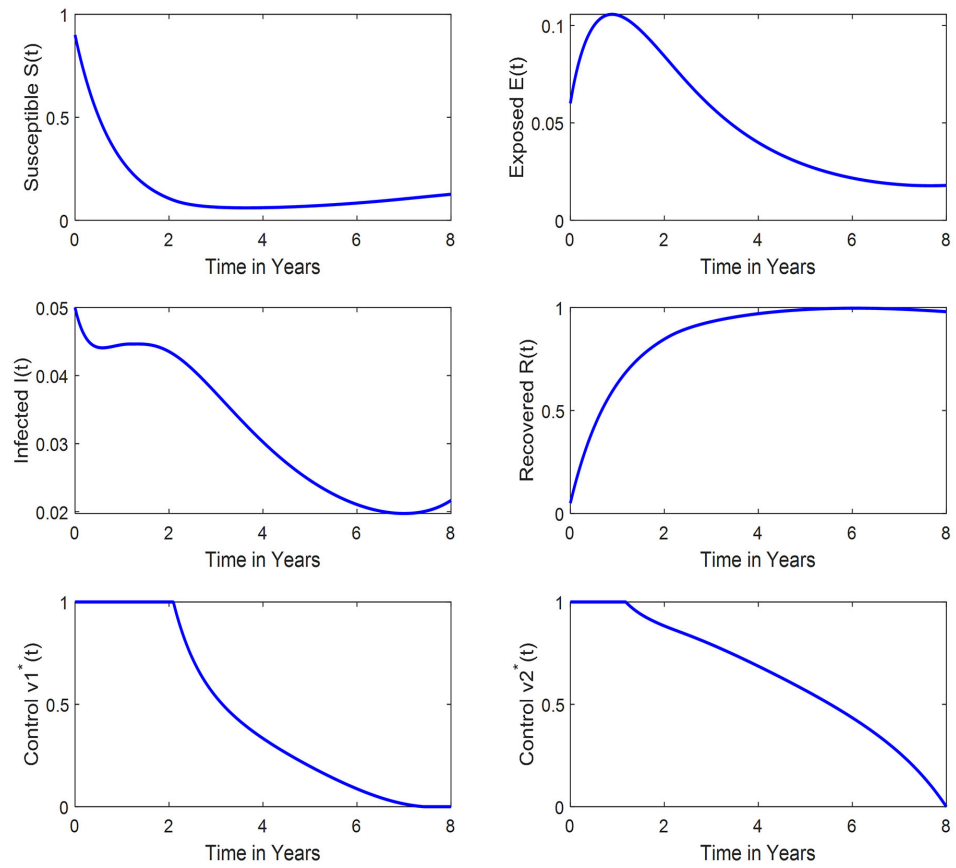 Susceptible S(t)
1
0.5
0
0 2 4 6 8
Time in Years
Exposed E(t)
0.1
0.05
0
0 2 4 6 8
Time in Years
Infected I(t)
0.05
0.04
0.03
0.02
0 2 4 6 8
Time in Years
Recovered R(t)
1
0.5
0
0 2 4 6 8
Time in Years
Control v1*(t)
1
0.5
0
0 2 4 6 8
Time in Years
Control v2*(t)
1
0.5
0
0 2 4 6 8
Time in Years